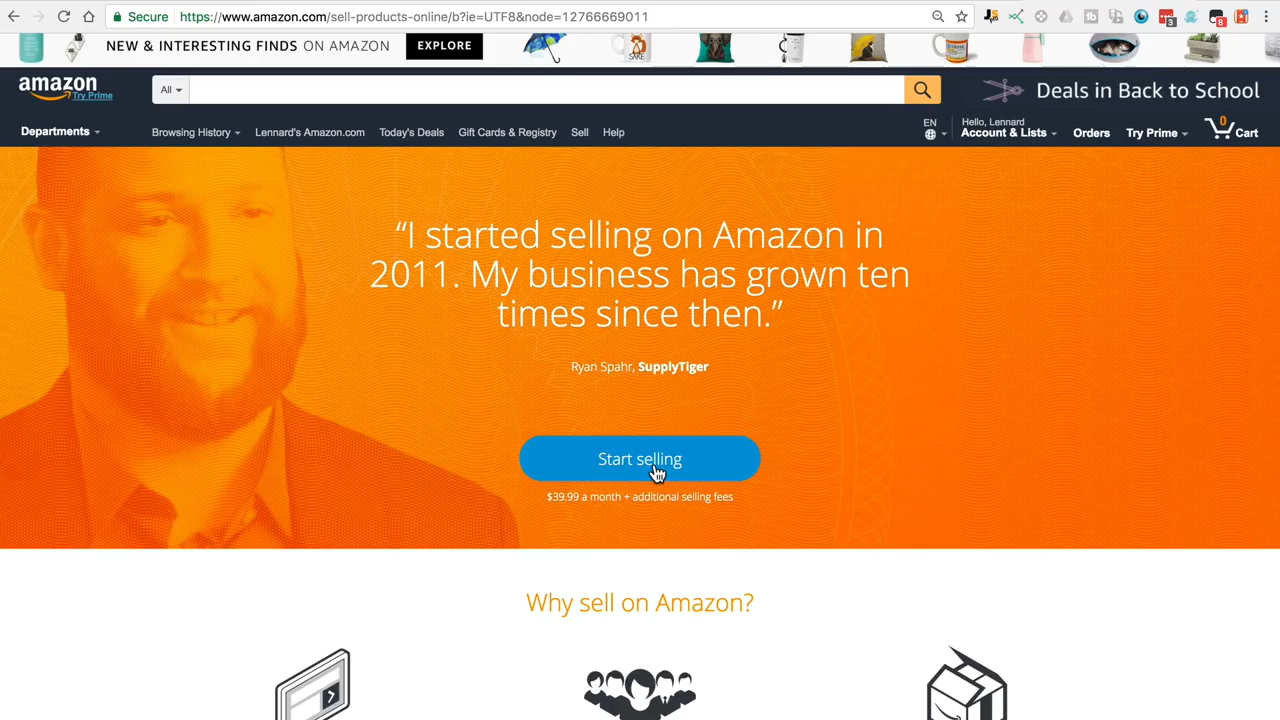 Secure https://www.amazon.com/sell-products-online/b?ie=UTF8&node=12766669011
3
8
NEW & INTERESTING FINDS ON AMAZON EXPLORE
SAKE
amazon
Try Prime
All
Deals in Back to School
Departments
Browsing History Lennard's Amazon.com Today's Deals Gift Cards & Registry Sell Help
EN
Hello, Lennard
Account & Lists
Orders
Try Prime
0
Cart
“I started selling on Amazon in
2011. My business has grown ten
times since then.”
Ryan Spahr, SupplyTiger
Start selling
$39.99 a month + additional selling fees
Why sell on Amazon?